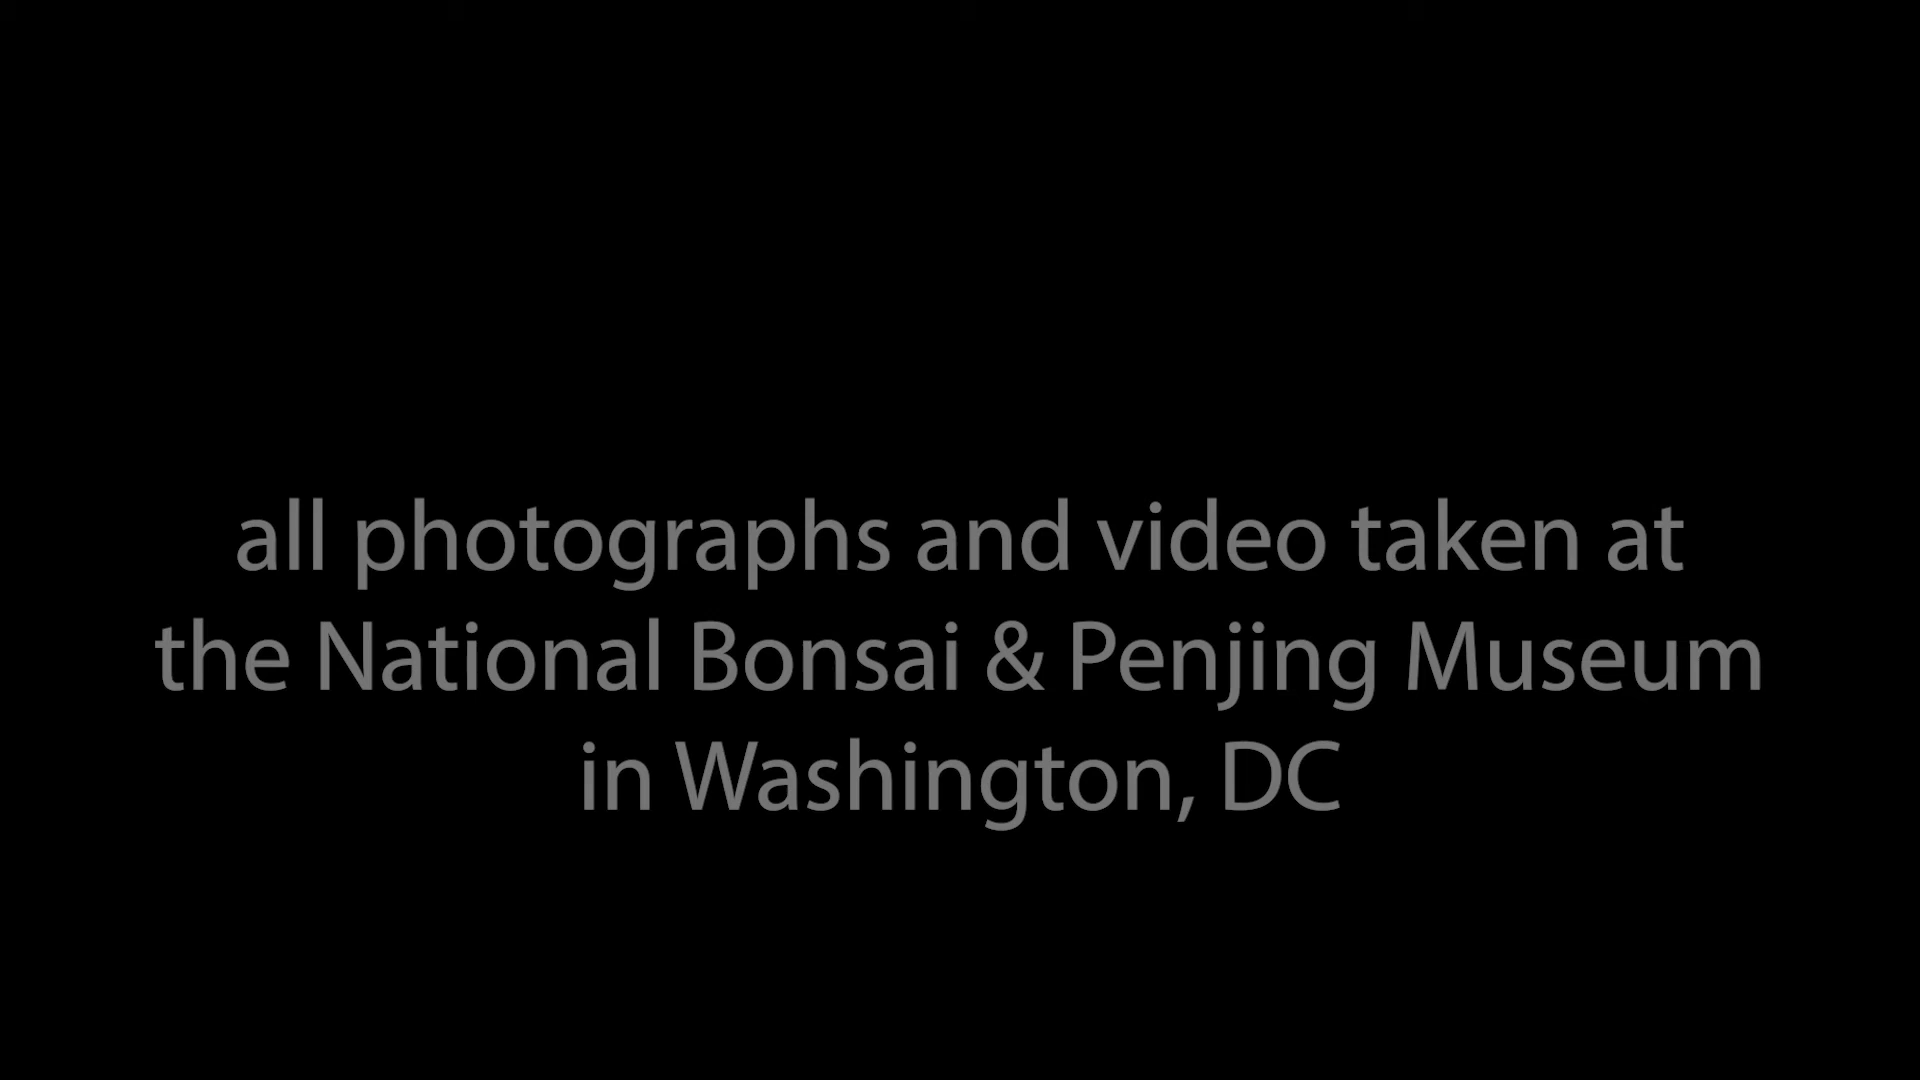 all photographs and video taken at
the National Bonsai & Penjing Museum
in Washington, DC